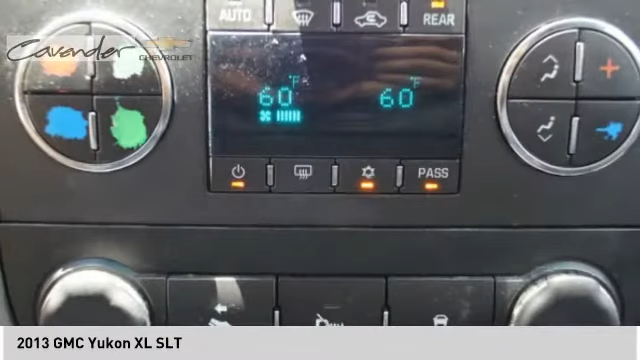 AUTO REAR
Cavender
CHEVROLET
60°F 60°F
PASS
2013 GMC Yukon XL SLT